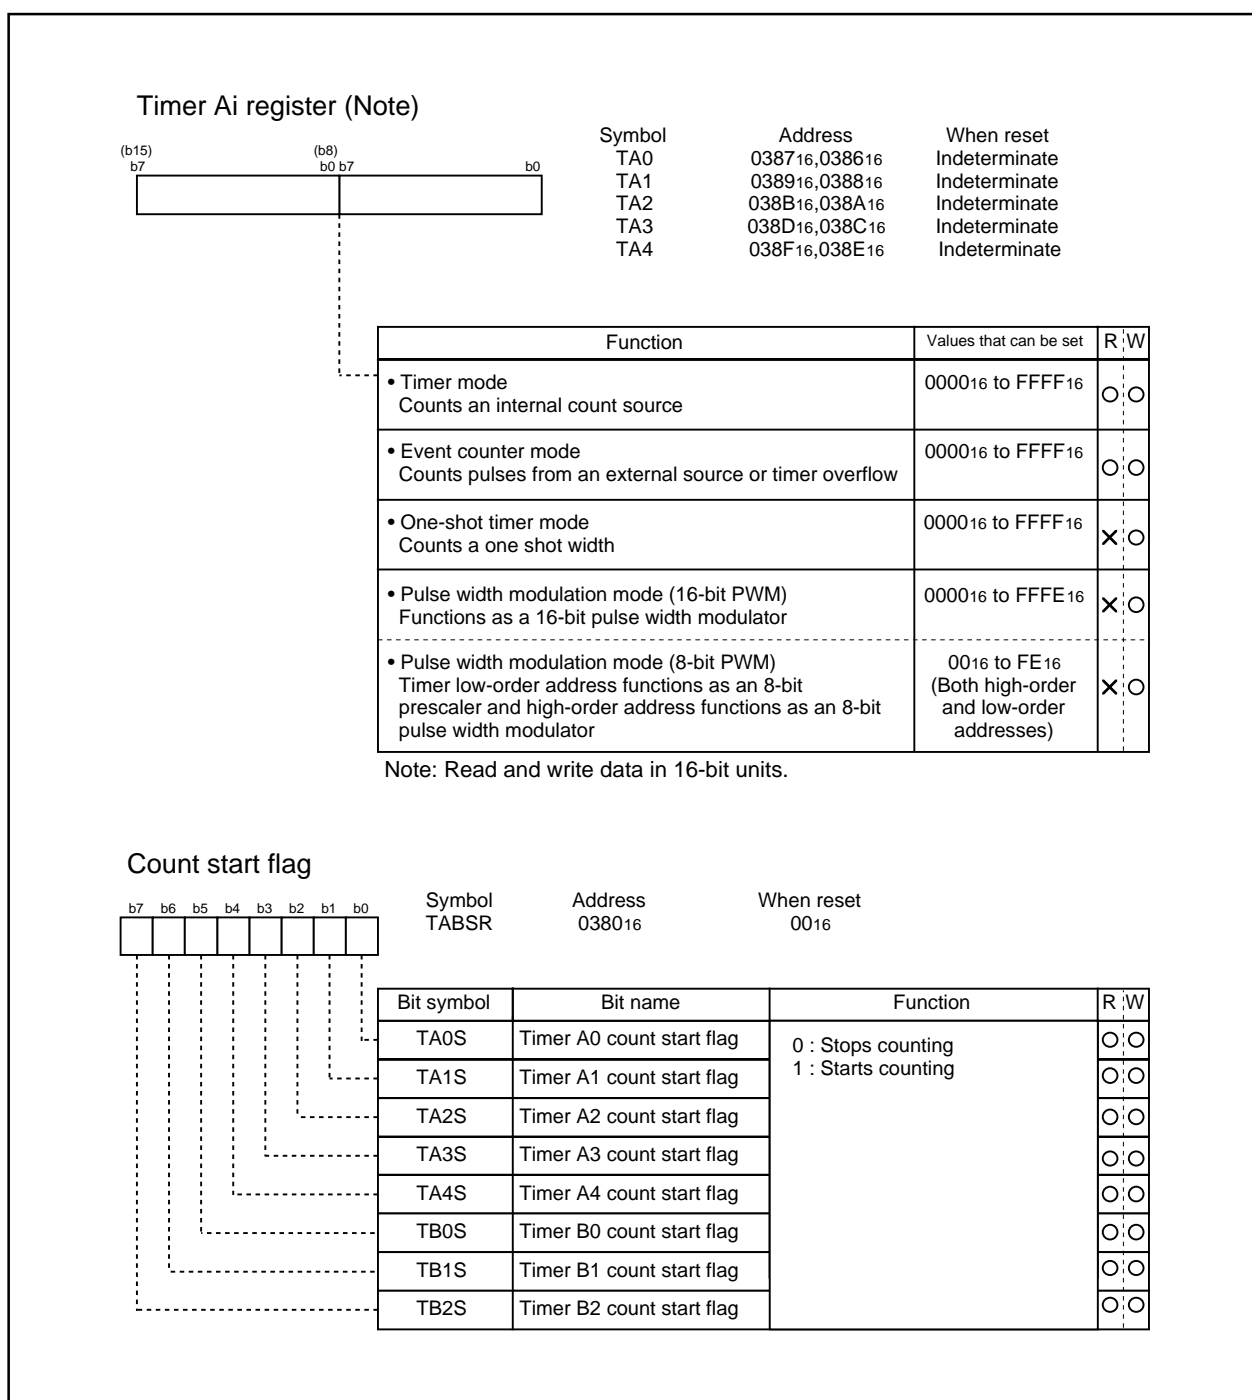 Timer Ai register (Note)
Symbol Address When reset
(b15) (b8)
b7 b0 b7 b0
TA0 038716,038616 Indeterminate
TA1 038916,038816 Indeterminate
TA2 038B16,038A16 Indeterminate
TA3 038D16,038C16 Indeterminate
TA4 038F16,038E16 Indeterminate
Function Values that can be set R W
• Timer mode 000016 to FFFF16
Counts an internal count source
• Event counter mode 000016 to FFFF16
Counts pulses from an external source or timer overflow
• One-shot timer mode 000016 to FFFF16
Counts a one shot width
• Pulse width modulation mode (16-bit PWM) 000016 to FFFE16
Functions as a 16-bit pulse width modulator
• Pulse width modulation mode (8-bit PWM) 0016 to FE16
Timer low-order address functions as an 8-bit (Both high-order
prescaler and high-order address functions as an 8-bit and low-order
pulse width modulator addresses)
Note: Read and write data in 16-bit units.
Count start flag
Symbol Address When reset
b7 b6 b5 b4 b3 b2 b1 b0
TABSR 038016 0016
Bit symbol Bit name Function R W
TA0S Timer A0 count start flag 0 : Stops counting
TA1S Timer A1 count start flag 1 : Starts counting
TA2S Timer A2 count start flag
TA3S Timer A3 count start flag
TA4S Timer A4 count start flag
TB0S Timer B0 count start flag
TB1S Timer B1 count start flag
TB2S Timer B2 count start flag